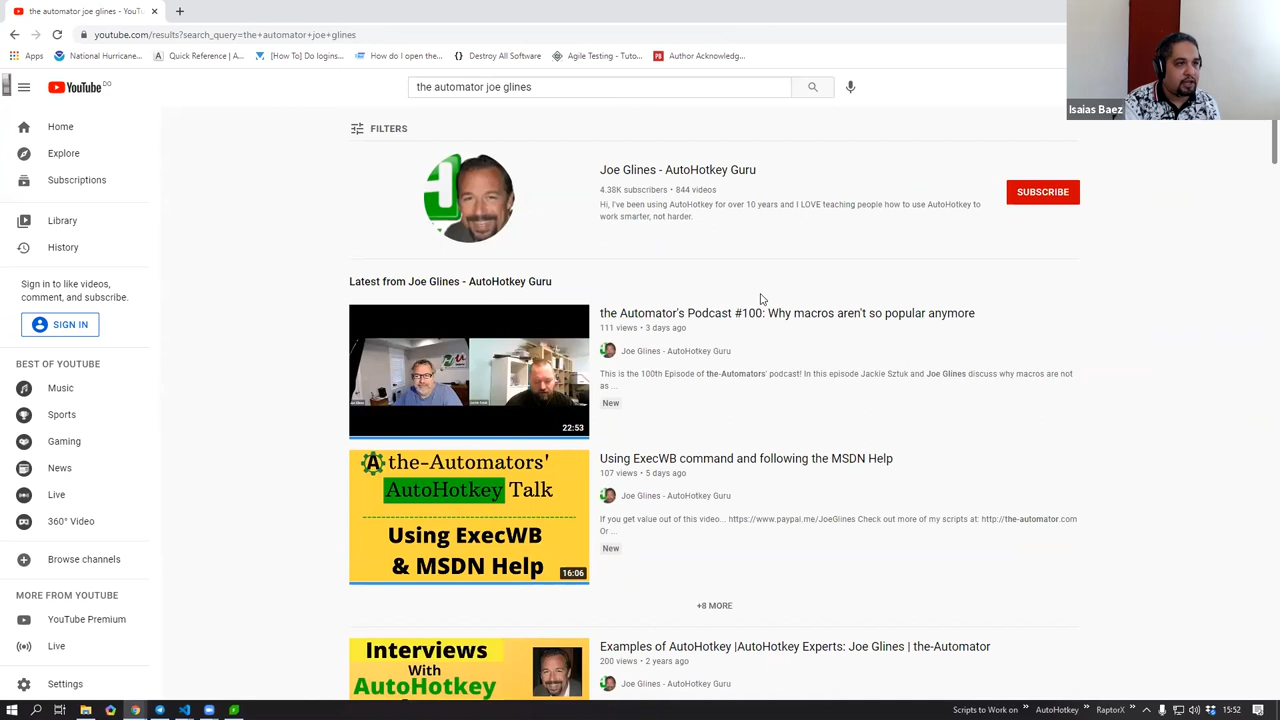 the automator joe glines - YouTu
youtube.com/results?search_query=the+automator+joe+glines
Apps
National Hurricane...
Quick Reference | A...
[How To] Do logins...
How do I open the...
Destroy All Software
Agile Testing - Tuto...
Author Acknowledg...
YouTube DO
the automator joe glines
Isaias Baez
Home
Explore
Subscriptions
Library
History
Sign in to like videos,
comment, and subscribe.
SIGN IN
BEST OF YOUTUBE
Music
Sports
Gaming
News
Live
360° Video
Browse channels
MORE FROM YOUTUBE
YouTube Premium
Live
Settings
FILTERS
Joe Glines - AutoHotkey Guru
4.38K subscribers • 844 videos
Hi, I've been using AutoHotkey for over 10 years and I LOVE teaching people how to use AutoHotkey to
work smarter, not harder.
SUBSCRIBE
Latest from Joe Glines - AutoHotkey Guru
22:53
the Automator's Podcast #100: Why macros aren't so popular anymore
111 views • 3 days ago
Joe Glines - AutoHotkey Guru
This is the 100th Episode of the-Automators' podcast! In this episode Jackie Sztuk and Joe Glines discuss why macros are not
as ...
New
the-Automators'
AutoHotkey Talk
Using ExecWB
& MSDN Help
16:06
Using ExecWB command and following the MSDN Help
107 views • 5 days ago
Joe Glines - AutoHotkey Guru
If you get value out of this video... https://www.paypal.me/JoeGlines Check out more of my scripts at: http://the-automator.com
Or ...
New
+8 MORE
Interviews
With
AutoHotkey
Examples of AutoHotkey |AutoHotkey Experts: Joe Glines | the-Automator
200 views • 2 years ago
Joe Glines - AutoHotkey Guru
Scripts to Work on
AutoHotkey
RaptorX
15:52